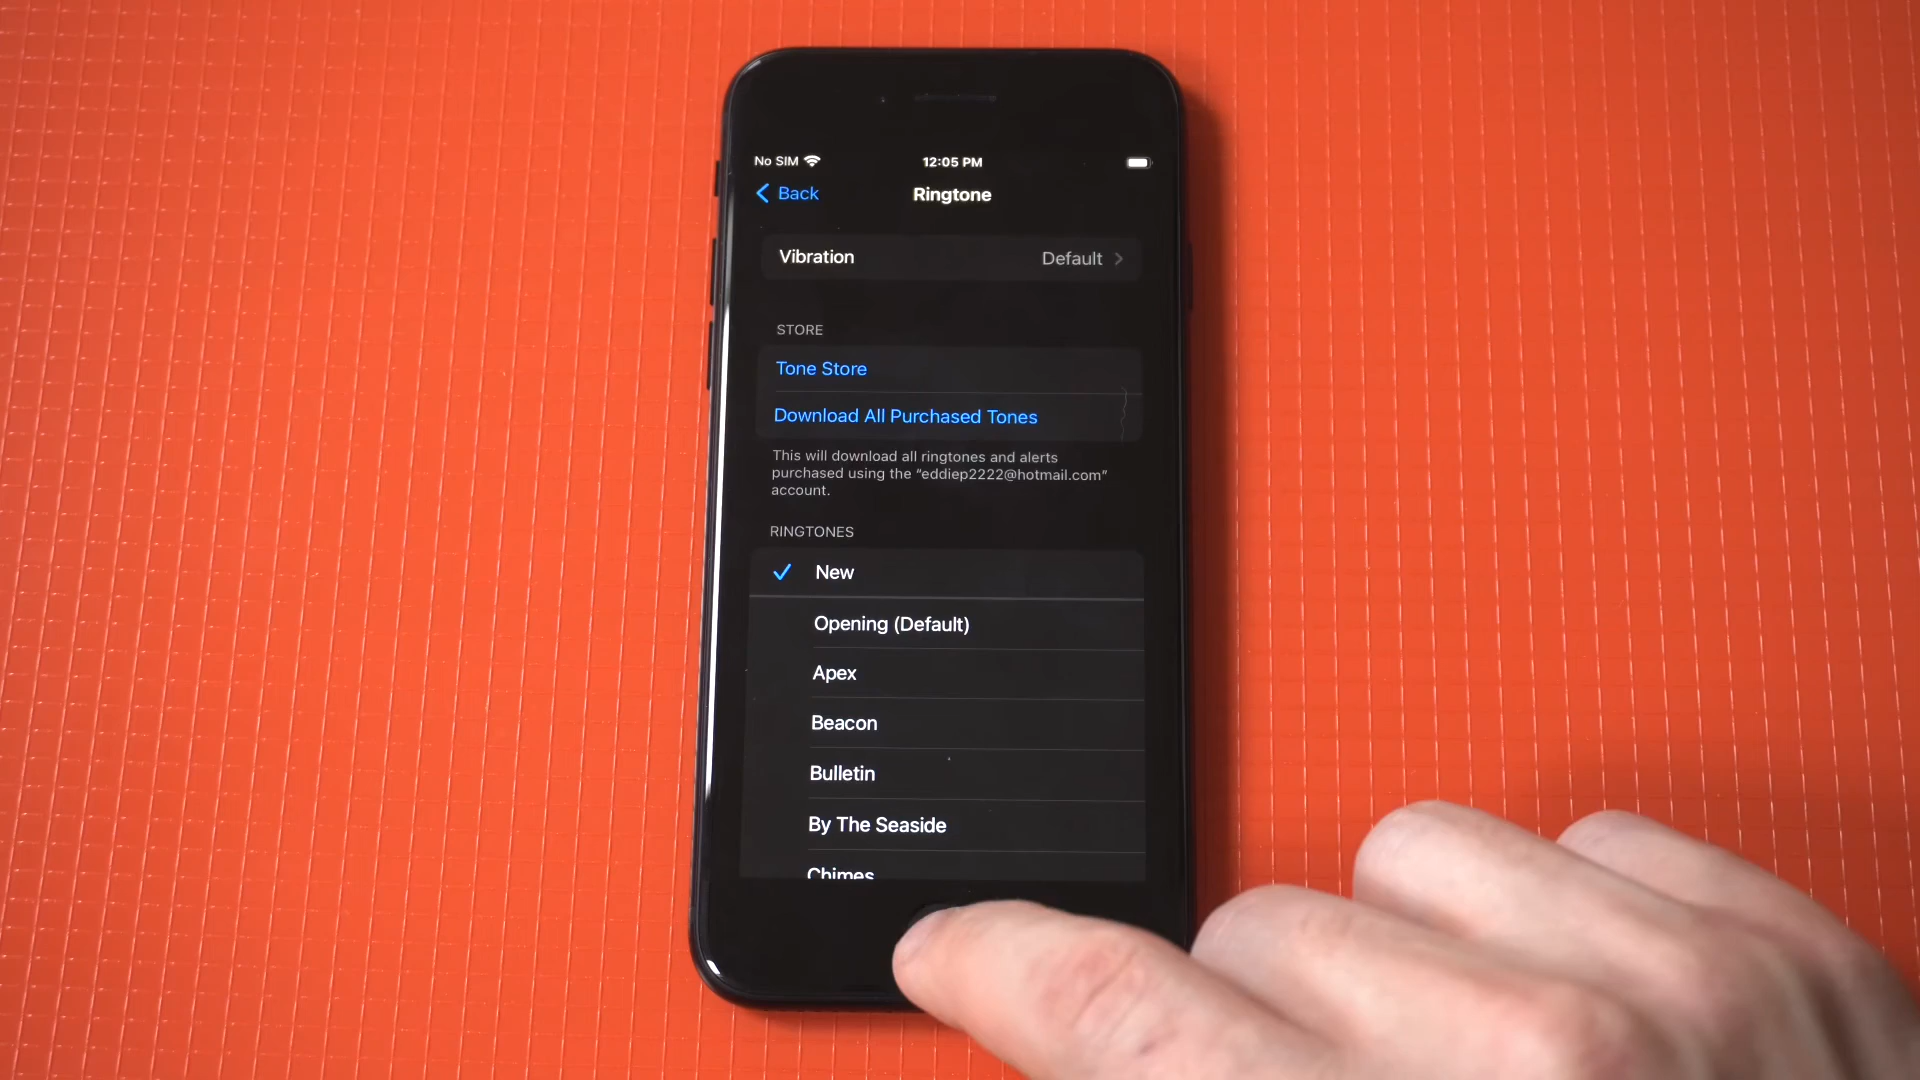 No SIM
12:05 PM
Back
Ringtone
Vibration
Default
STORE
Tone Store
Download All Purchased Tones
This will download all ringtones and alerts
purchased using the “eddiep2222@hotmail.com”
account.
RINGTONES
New
Opening (Default)
Apex
Beacon
Bulletin
By The Seaside
Chimes